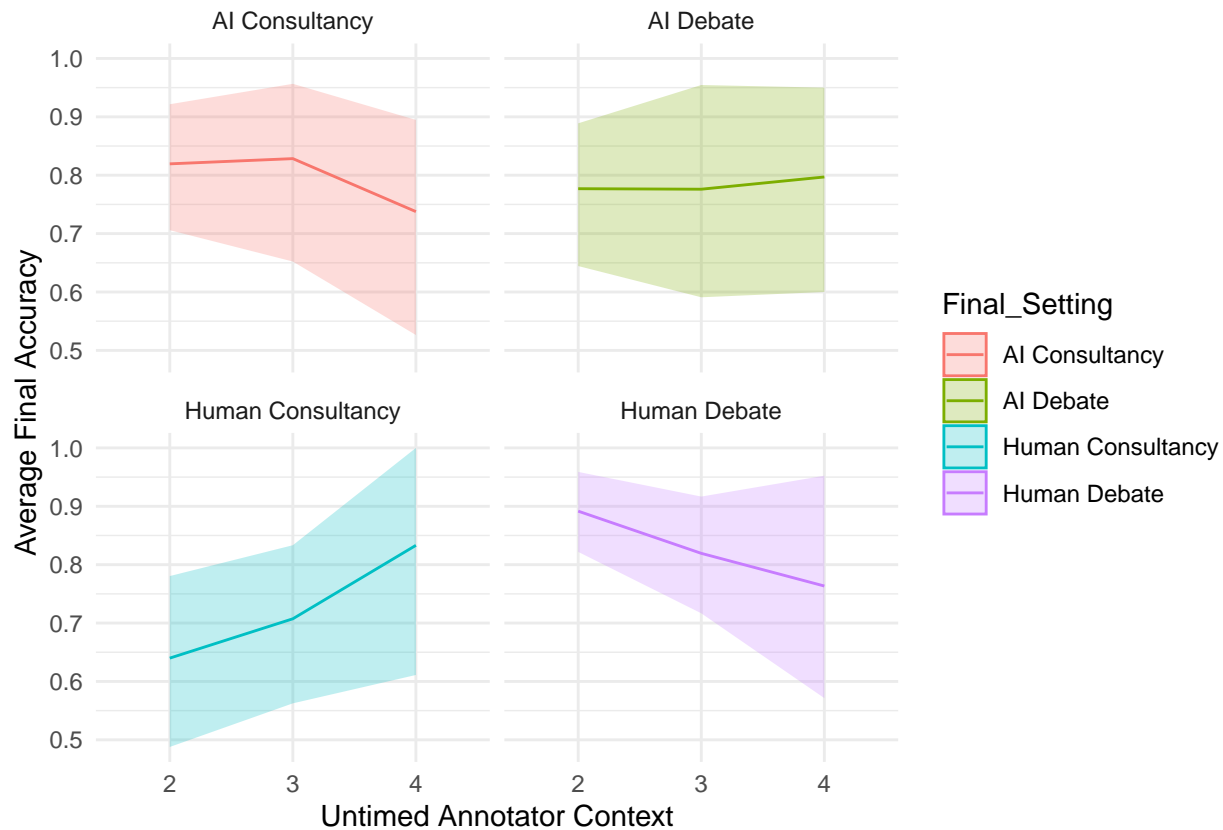 AI Consultancy
AI Debate
1.0
0.9
0.8
0.7
0.6
0.5
Human Consultancy
Human Debate
1.0
0.9
0.8
0.7
0.6
0.5
2
3
4
2
3
4
Untimed Annotator Context
Average Final Accuracy
Final_Setting
AI Consultancy
AI Debate
Human Consultancy
Human Debate